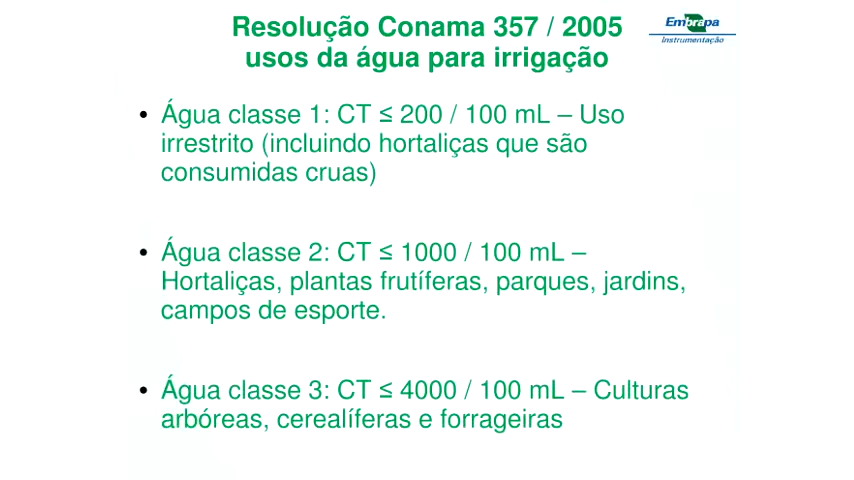 Resolução Conama 357 / 2005
usos da água para irrigação
Embrapa
Instrumentação
• Água classe 1: CT ≤ 200 / 100 mL – Uso
irrestrito (incluindo hortaliças que são
consumidas cruas)
• Água classe 2: CT ≤ 1000 / 100 mL –
Hortaliças, plantas frutíferas, parques, jardins,
campos de esporte.
• Água classe 3: CT ≤ 4000 / 100 mL – Culturas
arbóreas, cerealíferas e forrageiras